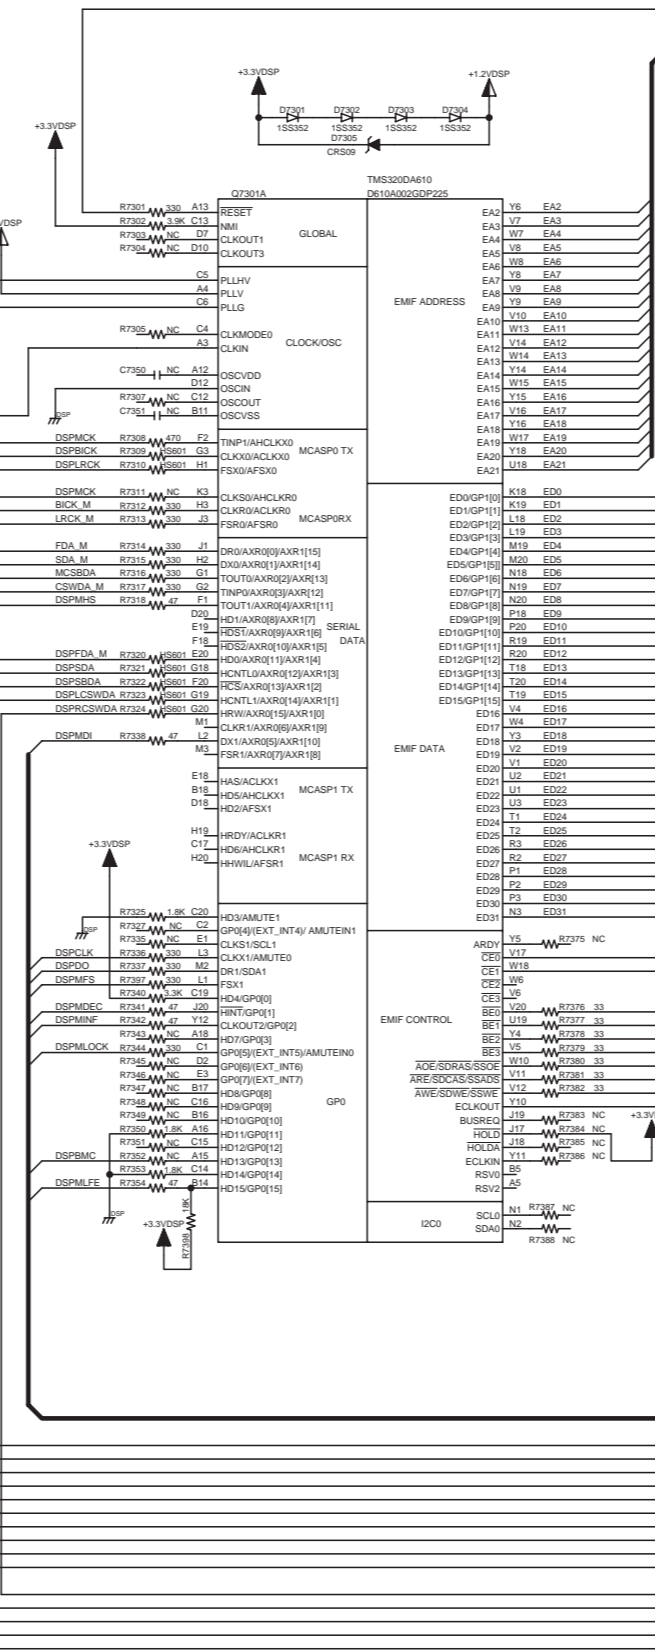 +3.3VDSP
+1.2VDSP
D7301 D7302 D7303 D7304
1SS352 1SS352 1SS352 1SS352
D7305
CRS09
+3.3VDSP
VDSP
TMS320DA610
Q7301A D610A002GDP225
R7301 330 A13 RESET
R7302 3.9K C13 NMI
R7303 NC D7 CLKOUT1
R7304 NC D10 CLKOUT3
GLOBAL
C5 PLLHV
A4 PLLV
C6 PLLG
R7305 NC C4 CLKMODE0
A3 CLKIN
CLOCK/OSC
C7350 NC A12 OSCVDD
D12 OSCIN
R7307 NC C12 OSCOUT
C7351 NC B11 OSCVSS
DSP
DSPMCK R7308 470 F2 TINP1/AHCLKX0
DSPBICK R7309 HS601 G3 CLKX0/ACLKX0
DSPLRCK R7310 HS601 H1 FSX0/AFSX0
MCASP0 TX
DSPMCK R7311 NC K3 CLKS0/AHCLKR0
BICK_M R7312 330 H3 CLKR0/ACLKR0
LRCK_M R7313 330 J3 FSR0/AFSR0
MCASP0RX
FDA_M R7314 330 J1 DR0/AXR0[0]/AXR1[15]
SDA_M R7315 330 H2 DX0/AXR0[1]/AXR1[14]
MCSBDA R7316 330 G1 TOUT0/AXR0[2]/AXR[13]
CSWDA_M R7317 330 G2 TINP0/AXR0[3]/AXR[12]
DSPMHS R7318 47 F1 TOUT1/AXR0[4]/AXR1[11]
D20 HD1/AXR0[8]/AXR1[7]
E19 HDS1/AXR0[9]/AXR1[6]
F18 HDS2/AXR0[10]/AXR1[5]
SERIAL
DATA
DSPFDA_M R7320 HS601 E20 HD0/AXR0[11]/AXR1[4]
DSPSDA R7321 HS601 G18 HCNTL0/AXR0[12]/AXR1[3]
DSPSBDA R7322 HS601 F20 HCS/AXR0[13]/AXR1[2]
DSPLCSWDA R7323 HS601 G19 HCNTL1/AXR0[14]/AXR1[1]
DSPRCSWDA R7324 HS601 G20 HRW/AXR0[15]/AXR1[0]
M1 CLKR1/AXR0[6]/AXR1[9]
DSPMDI R7338 47 L2 DX1/AXR0[5]/AXR1[10]
M3 FSR1/AXR0[7]/AXR1[8]
E18 HAS/ACLKX1
B18 HD5/AHCLKX1
D18 HD2/AFSX1
MCASP1 TX
H19 HRDY/ACLKR1
C17 HD6/AHCLKR1
H20 HHWIL/AFSR1
MCASP1 RX
+3.3VDSP
R7325 1.8K C20 HD3/AMUTE1
DSP
R7327 NC C2 GP0[4]/(EXT_INT4)/ AMUTEIN1
R7335 NC E1 CLKS1/SCL1
DSPCLK R7336 330 L3 CLKX1/AMUTE0
DSPDO R7337 330 M2 DR1/SDA1
DSPMFS R7397 330 L1 FSX1
R7340 3.3K C19 HD4/GP0[0]
DSPMDEC R7341 47 J20 HINT/GP0[1]
DSPMINF R7342 47 Y12 CLKOUT2/GP0[2]
R7343 NC A18 HD7/GP0[3]
DSPMLOCK R7344 330 C1 GP0[5]/(EXT_INT5)/AMUTEIN0
R7345 NC D2 GP0[6]/(EXT_INT6)
R7346 NC E3 GP0[7]/(EXT_INT7)
R7347 NC B17 HD8/GP0[8]
R7348 NC C16 HD9/GP0[9]
R7349 NC B16 HD10/GP0[10]
R7350 1.8K A16 HD11/GP0[11]
R7351 NC C15 HD12/GP0[12]
DSPBMC R7352 NC A15 HD13/GP0[13]
R7353 1.8K C14 HD14/GP0[14]
DSPMLFE R7354 47 B14 HD15/GP0[15]
GP0
DSP
+3.3VDSP
18K
R7398
EMIF ADDRESS
EA2 Y6 EA2
EA3 V7 EA3
EA4 W7 EA4
EA5 V8 EA5
EA6 W8 EA6
EA7 Y8 EA7
EA8 V9 EA8
EA9 Y9 EA9
EA10 V10 EA10
EA11 W13 EA11
EA12 V14 EA12
EA13 W14 EA13
EA14 Y14 EA14
EA15 W15 EA15
EA16 Y15 EA16
EA17 V16 EA17
EA18 Y16 EA18
EA19 W17 EA19
EA20 Y18 EA20
EA21 U18 EA21
EMIF DATA
ED0/GP1[0] K18 ED0
ED1/GP1[1] K19 ED1
ED2/GP1[2] L18 ED2
ED3/GP1[3] L19 ED3
ED4/GP1[4] M19 ED4
ED5/GP1[5]] M20 ED5
ED6/GP1[6] N18 ED6
ED7/GP1[7] N19 ED7
ED8/GP1[8] N20 ED8
ED9/GP1[9] P18 ED9
ED10/GP1[10] P20 ED10
ED11/GP1[11] R19 ED11
ED12/GP1[12] R20 ED12
ED13/GP1[13] T18 ED13
ED14/GP1[14] T20 ED14
ED15/GP1[15] T19 ED15
ED16 V4 ED16
ED17 W4 ED17
ED18 Y3 ED18
ED19 V2 ED19
ED20 V1 ED20
ED21 U2 ED21
ED22 U1 ED22
ED23 U3 ED23
ED24 T1 ED24
ED25 T2 ED25
ED26 R3 ED26
ED27 R2 ED27
ED28 P1 ED28
ED29 P2 ED29
ED30 P3 ED30
ED31 N3 ED31
EMIF CONTROL
ARDY Y5 R7375 NC
CE0 V17
CE1 W18
CE2 W6
CE3 V6
BE0 V20 R7376 33
BE1 U19 R7377 33
BE2 Y4 R7378 33
BE3 V5 R7379 33
AOE/SDRAS/SSOE W10 R7380 33
ARE/SDCAS/SSADS V11 R7381 33
AWE/SDWE/SSWE V12 R7382 33
ECLKOUT Y10
BUSREQ J19 R7383 NC
HOLD J17 R7384 NC
HOLDA J18 R7385 NC
ECLKIN Y11 R7386 NC
RSV0 B5
RSV2 A5
+3.3V
I2C0
SCL0 N1 R7387 NC
SDA0 N2 R7388 NC